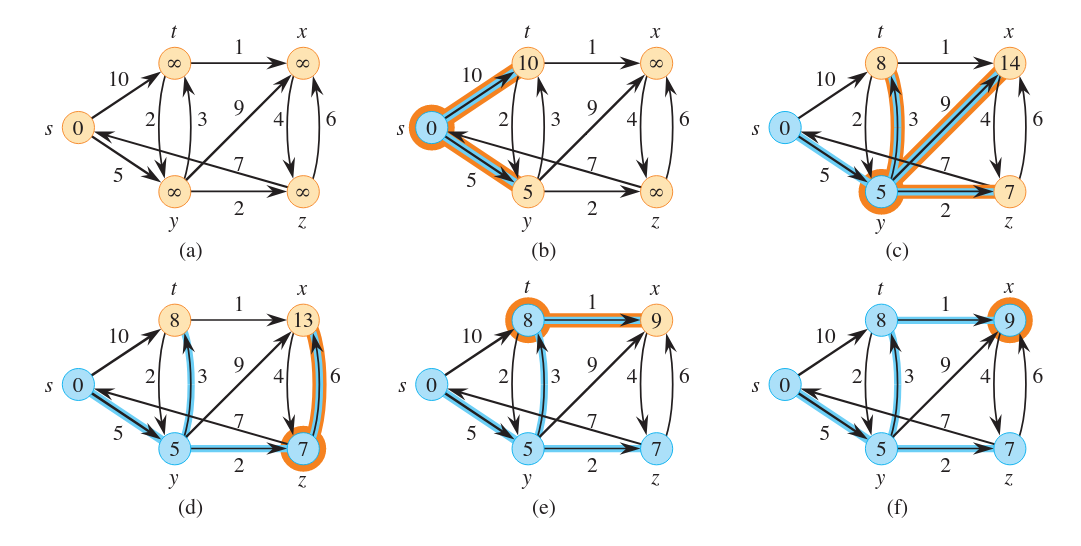 t x t x t x
1 1 1
∞ ∞ 10 ∞ 8 14
10 10 10
9 9 9
s 0 2 3 4 6 s 0 2 3 4 6 s 0 2 3 4 6
7 7 7
5 5 5
∞ ∞ 5 ∞ 5 7
2 2 2
y z y z y z
(a) (b) (c)
t x t x t x
1 1 1
8 13 8 9 8 9
10 10 10
9 9 9
s 0 2 3 4 6 s 0 2 3 4 6 s 0 2 3 4 6
7 7 7
5 5 5
5 7 5 7 5 7
2 2 2
y z y z y z
(d) (e) (f)